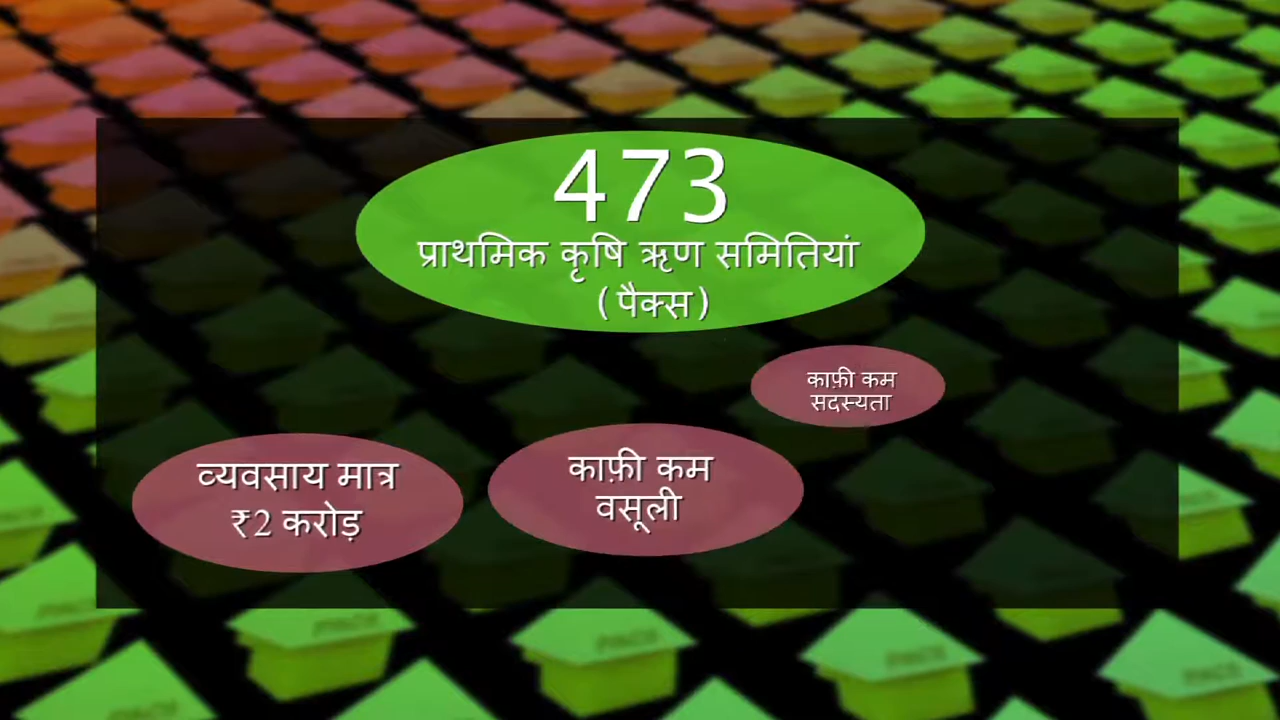 473
प्राथमिक कृषि ऋण समितियां
(पैक्स)
काफ़ी कम
सदस्यता
व्यवसाय मात्र
₹2 करोड़
काफ़ी कम
वसूली